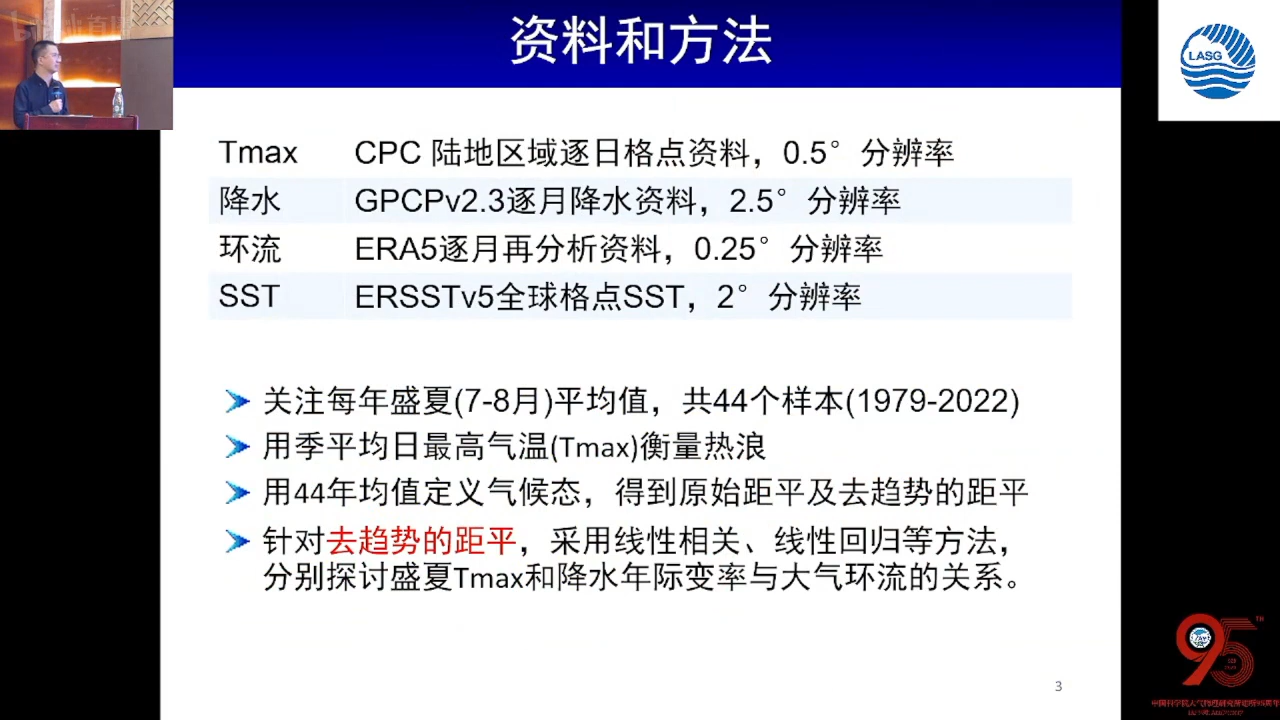 资料和方法
LASG
Tmax CPC 陆地区域逐日格点资料，0.5°分辨率
降水 GPCPv2.3逐月降水资料，2.5°分辨率
环流 ERA5逐月再分析资料，0.25°分辨率
SST ERSSTv5全球格点SST，2°分辨率
关注每年盛夏(7-8月)平均值，共44个样本(1979-2022)
用季平均日最高气温(Tmax)衡量热浪
用44年均值定义气候态，得到原始距平及去趋势的距平
针对去趋势的距平，采用线性相关、线性回归等方法，
分别探讨盛夏Tmax和降水年际变率与大气环流的关系。
3
95
TH